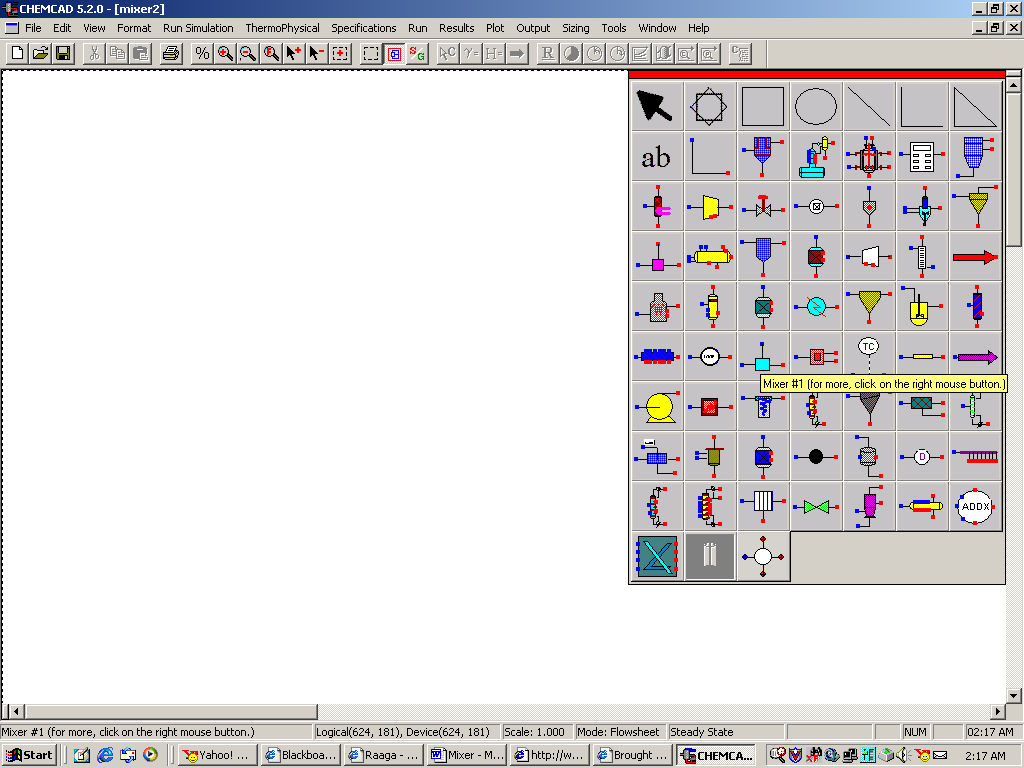 CHEMCAD 5.2.0 - [mixer2]
File Edit View Format Run Simulation ThermoPhysical Specifications Run Results Plot Output Sizing Tools Window Help
% S G C H= R
ab
TC
Mixer #1 (for more, click on the right mouse button.)
D
ADDX
Mixer #1 (for more, click on the right mouse button.) Logical(624, 181), Device(624, 181) Scale: 1.000 Mode: Flowsheet Steady State NUM 02:17 AM
Start Yahoo! ... Blackboa... Raaga - ... Mixer - M... http://w... Brought ... CHEMCA... 2:17 AM